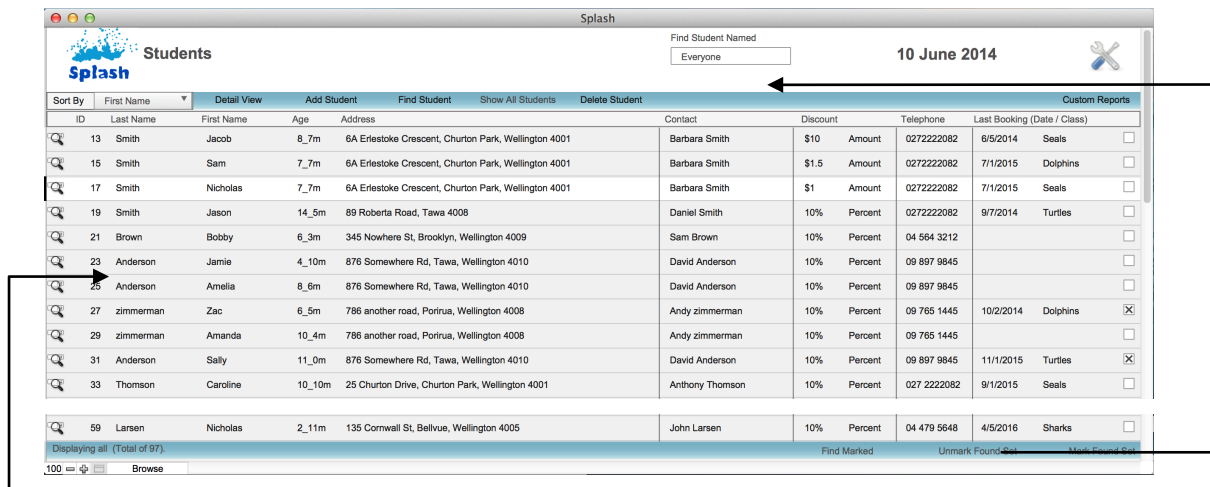 Splash
Find Student Named
Splash Students Everyone 10 June 2014
Sort By First Name Detail View Add Student Find Student Show All Students Delete Student Custom Reports
ID Last Name First Name Age Address Contact Discount Telephone Last Booking (Date / Class)
13 Smith Jacob 8_7m 6A Erlestoke Crescent, Churton Park, Wellington 4001 Barbara Smith $10 Amount 0272222082 6/5/2014 Seals
15 Smith Sam 7_7m 6A Erlestoke Crescent, Churton Park, Wellington 4001 Barbara Smith $1.5 Amount 0272222082 7/1/2015 Dolphins
17 Smith Nicholas 7_7m 6A Erlestoke Crescent, Churton Park, Wellington 4001 Barbara Smith $1 Amount 0272222082 7/1/2015 Seals
19 Smith Jason 14_5m 89 Roberta Road, Tawa 4008 Daniel Smith 10% Percent 0272222082 9/7/2014 Turtles
21 Brown Bobby 6_3m 345 Nowhere St, Brooklyn, Wellington 4009 Sam Brown 10% Percent 04 564 3212
23 Anderson Jamie 4_10m 876 Somewhere Rd, Tawa, Wellington 4010 David Anderson 10% Percent 09 897 9845
25 Anderson Amelia 8_6m 876 Somewhere Rd, Tawa, Wellington 4010 David Anderson 10% Percent 09 897 9845
27 zimmerman Zac 6_5m 786 another road, Porirua, Wellington 4008 Andy zimmerman 10% Percent 09 765 1445 10/2/2014 Dolphins
29 zimmerman Amanda 10_4m 786 another road, Porirua, Wellington 4008 Andy zimmerman 10% Percent 09 765 1445
31 Anderson Sally 11_0m 876 Somewhere Rd, Tawa, Wellington 4010 David Anderson 10% Percent 09 897 9845 11/1/2015 Turtles
33 Thomson Caroline 10_10m 25 Churton Drive, Churton Park, Wellington 4001 Anthony Thomson 10% Percent 027 2222082 9/1/2015 Seals
59 Larsen Nicholas 2_11m 135 Cornwall St, Bellvue, Wellington 4005 John Larsen 10% Percent 04 479 5648 4/5/2016 Sharks
Displaying all (Total of 97). Find Marked Unmark Found Set Mark Found Set
100 Browse